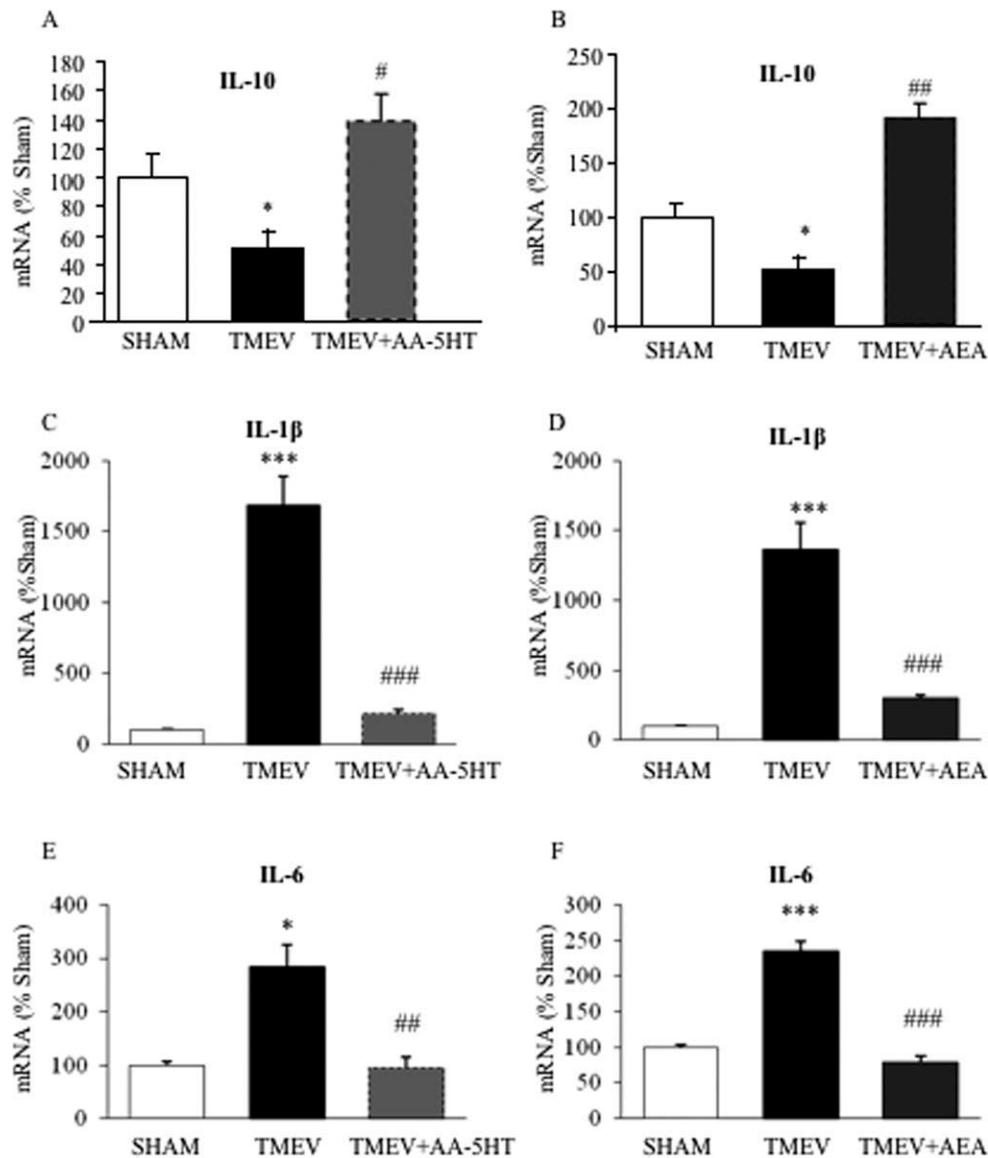 A
IL-10
mRNA (% Sham)
180
160
140
120
100
80
60
40
20
0
*
#
SHAM TMEV TMEV+AA-5HT
B
IL-10
mRNA (%Sham)
250
200
150
100
50
0
*
##
SHAM TMEV TMEV+AEA
C
IL-1β
mRNA (%Sham)
2000
1500
1000
500
0
***
###
SHAM TMEV TMEV+AA-5HT
D
IL-1β
mRNA (%Sham)
2000
1500
1000
500
0
***
###
SHAM TMEV TMEV+AEA
E
IL-6
mRNA (% Sham)
400
300
200
100
0
*
##
SHAM TMEV TMEV+AA-5HT
F
IL-6
mRNA (% Sham)
300
250
200
150
100
50
0
***
###
SHAM TMEV TMEV+AEA